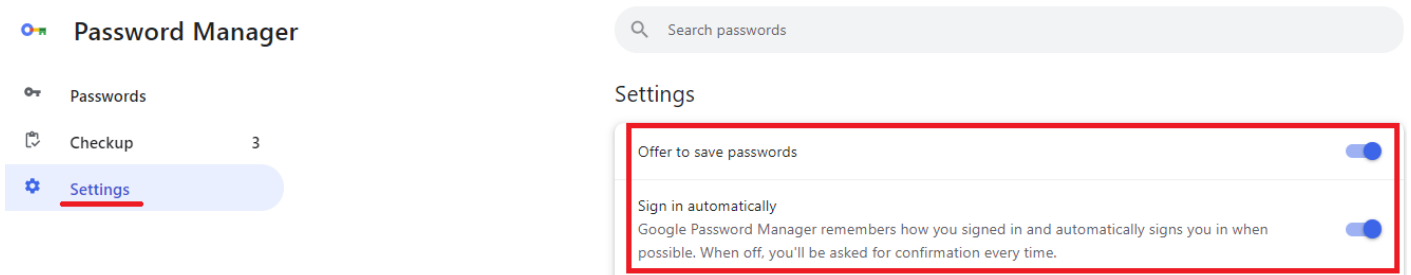 Password Manager
Search passwords
Passwords
Checkup 3
Settings
Settings
Offer to save passwords
Sign in automatically
Google Password Manager remembers how you signed in and automatically signs you in when
possible. When off, you'll be asked for confirmation every time.